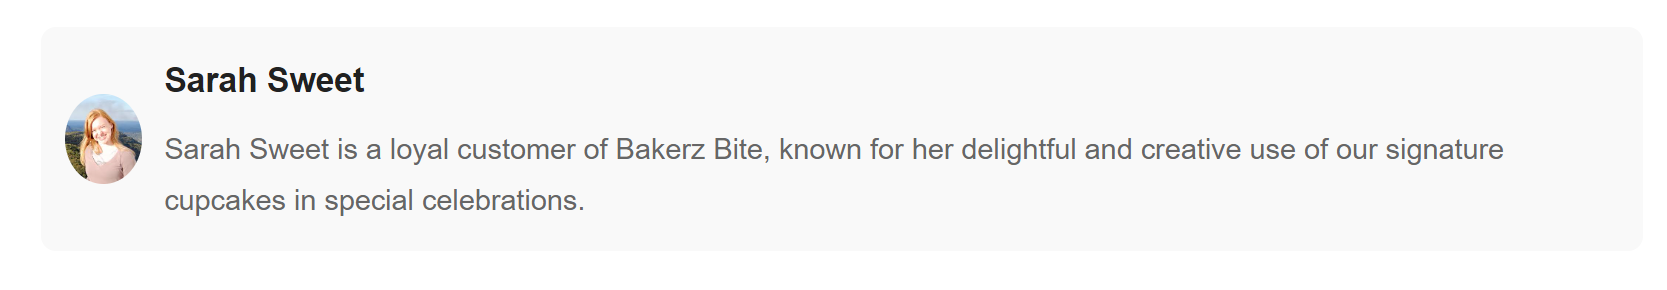 Sarah Sweet
Sarah Sweet is a loyal customer of Bakerz Bite, known for her delightful and creative use of our signature
cupcakes in special celebrations.